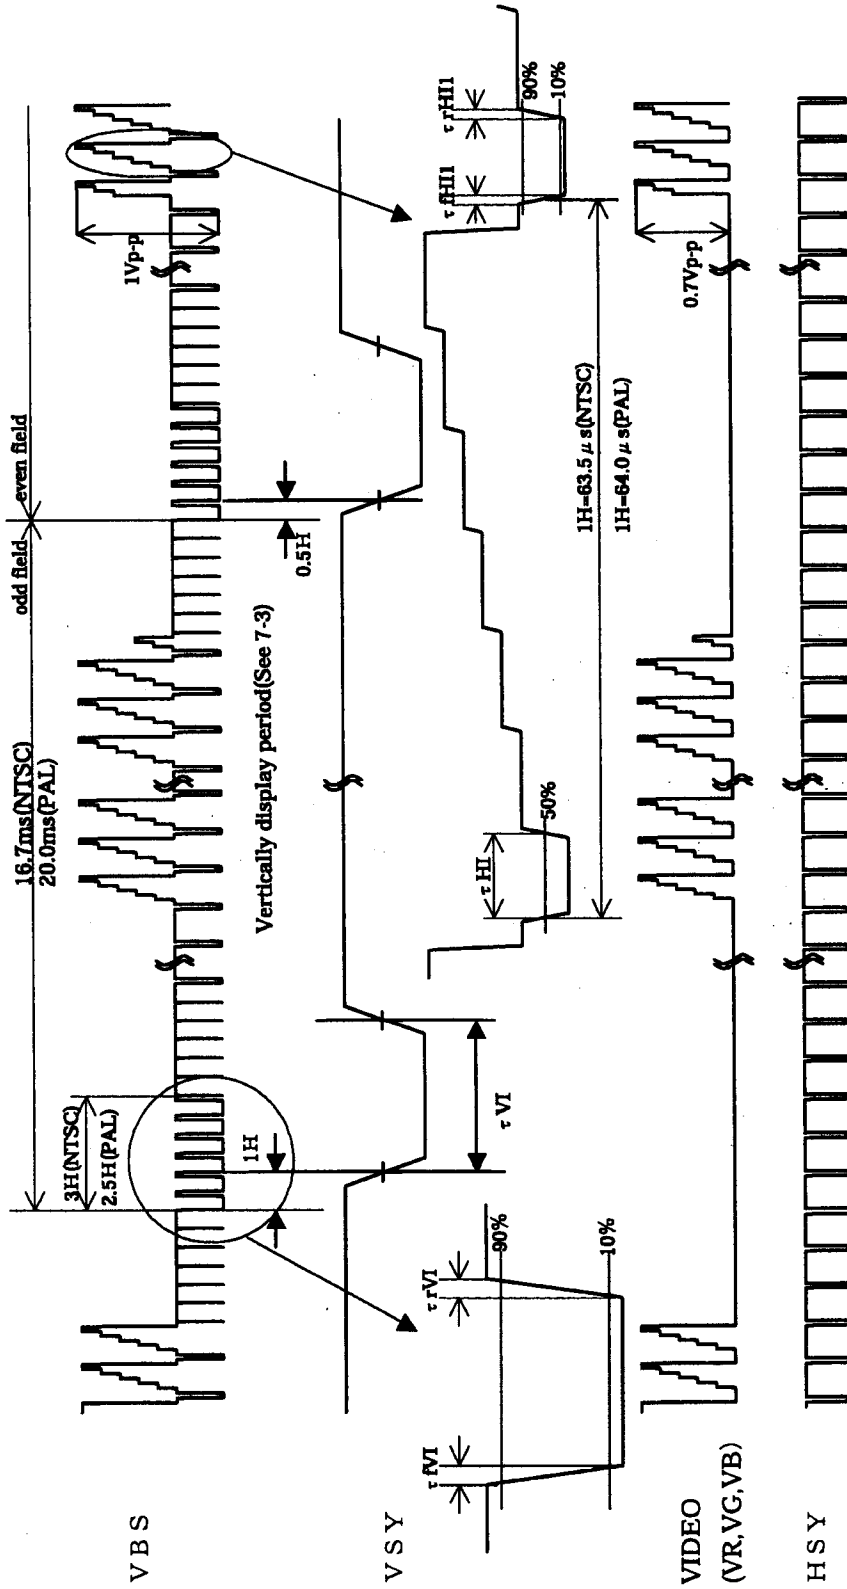 VBS
16.7ms(NTSC)
20.0ms(PAL)
odd field
even field
3H(NTSC)
2.5H(PAL)
1Vp-p
1H
0.5H
Vertically display period(See 7-3)
VSY
τVI
τfVI
τrVI
90%
10%
τHI
50%
1H=63.5μs(NTSC)
1H=64.0μs(PAL)
τfHI1
τrHI1
90%
10%
VIDEO
(VR,VG,VB)
0.7Vp-p
HSY